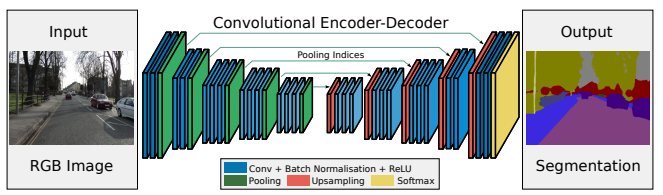 Convolutional Encoder-Decoder
Input
Pooling Indices
Output
RGB Image
Segmentation
Conv + Batch Normalisation + ReLU
Pooling
Upsampling
Softmax